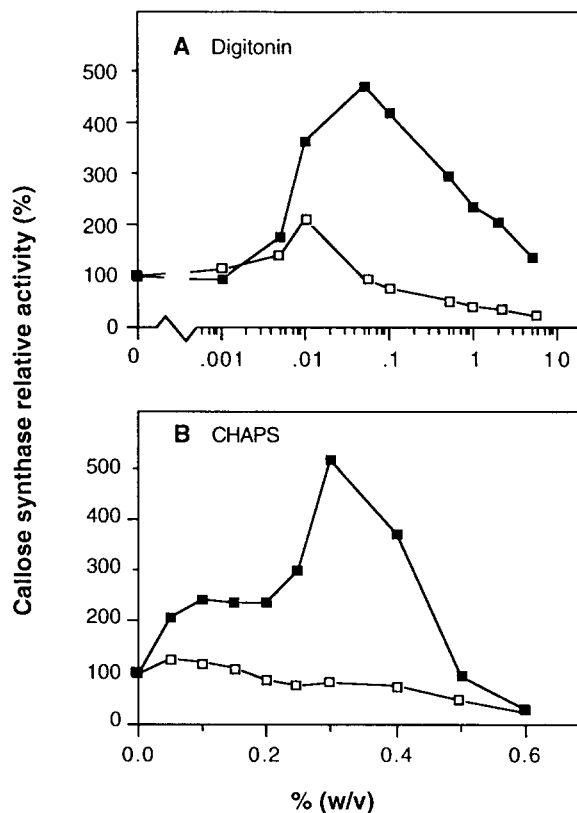 A Digitonin
500
400
300
200
100
0
0 .001 .01 .1 1 10
Callose synthase relative activity (%)
B CHAPS
500
400
300
200
100
0
0.0 0.2 0.4 0.6
% (w/v)